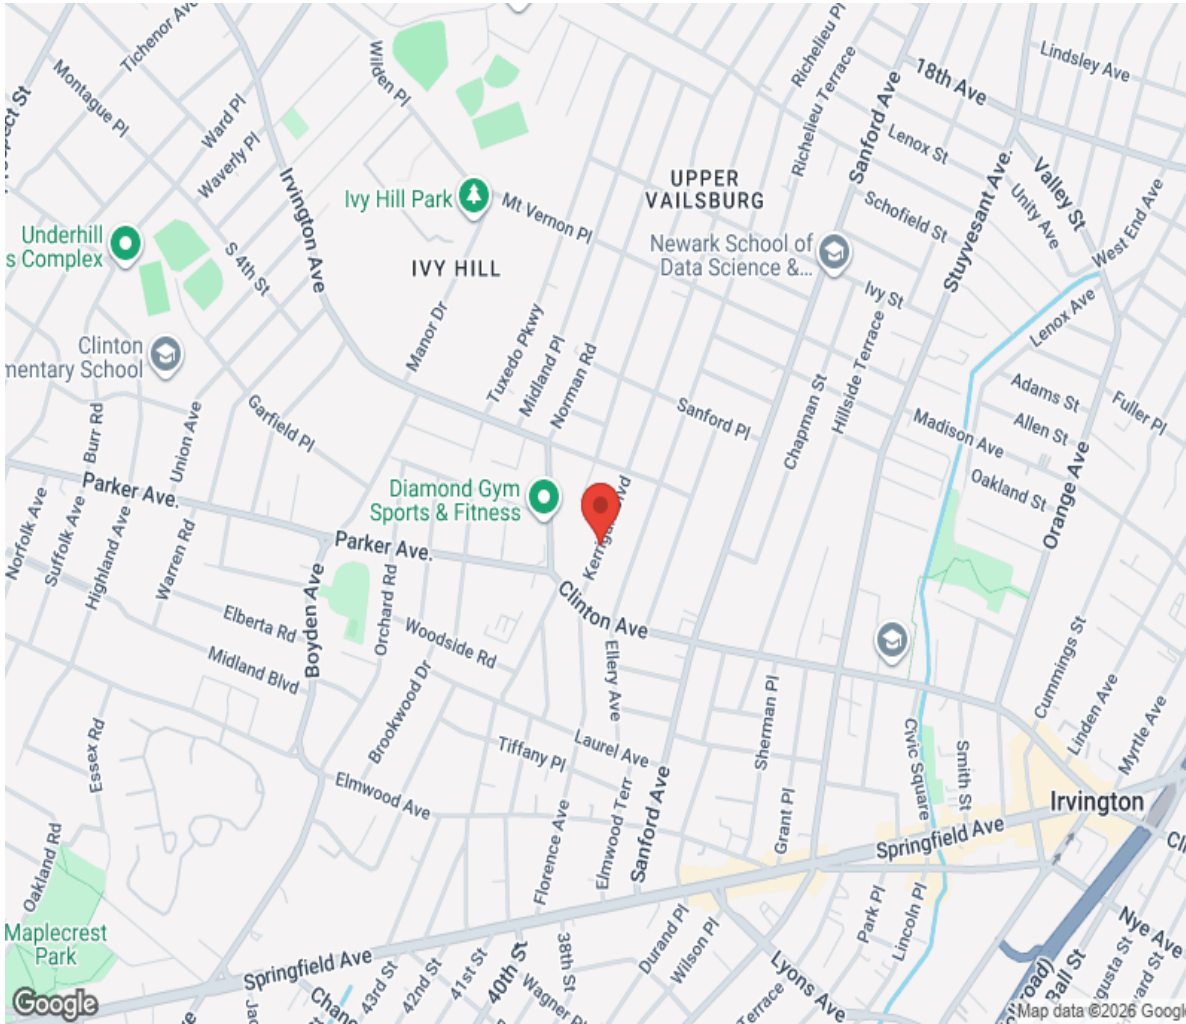 Tichenor Ave
Wilden Pl
Richelieu Pl
Lindsley Ave
Montague Pl
18th Ave
Richelieu Terrace
Sanford Ave
Ward Pl
Waverly Pl
Lenox St
Stuyvesant Ave.
Valley St
Irvington Ave
Ivy Hill Park
UPPER
VAILSBURG
Mt Vernon Pl
Schofield St
Unity Ave
West End Ave
Underhill
s Complex
S 4th St
IVY HILL
Newark School of
Data Science &...
Ivy St
Lenox Ave
Manor Dr
Tuxedo Pkwy
Midland Pl
Norman Rd
Hillside Terrace
Clinton
mentary School
Adams St
Fuller Pl
Garfield Pl
Sanford Pl
Chapman St
Madison Ave
Allen St
Burr Rd
Union Ave
Oakland St
Orange Ave
Parker Ave.
Diamond Gym
Sports & Fitness
Norfolk Ave
Suffolk Ave
Highland Ave
Warren Rd
Parker Ave.
Clinton Ave
Boyden Ave
Orchard Rd
Elberta Rd
Woodside Rd
Midland Blvd
Brookwood Dr
Ellery Ave
Sherman Pl
Cummings St
Linden Ave
Myrtle Ave
Essex Rd
Tiffany Pl
Laurel Ave
Civic Square
Smith St
Elmwood Ave
Florence Ave
Elmwood Terr
Sanford Ave
Grant Pl
Irvington
Springfield Ave
Oakland Rd
Maplecrest
Park
Park Pl
Lincoln Pl
Durand Pl
Wilson Pl
Nye Ave
Springfield Ave
43rd St
42nd St
41st St
40th St
38th St
Wagner Pl
Lyons Ave
Terrace
Ball St
Google
Map data ©2026 Google